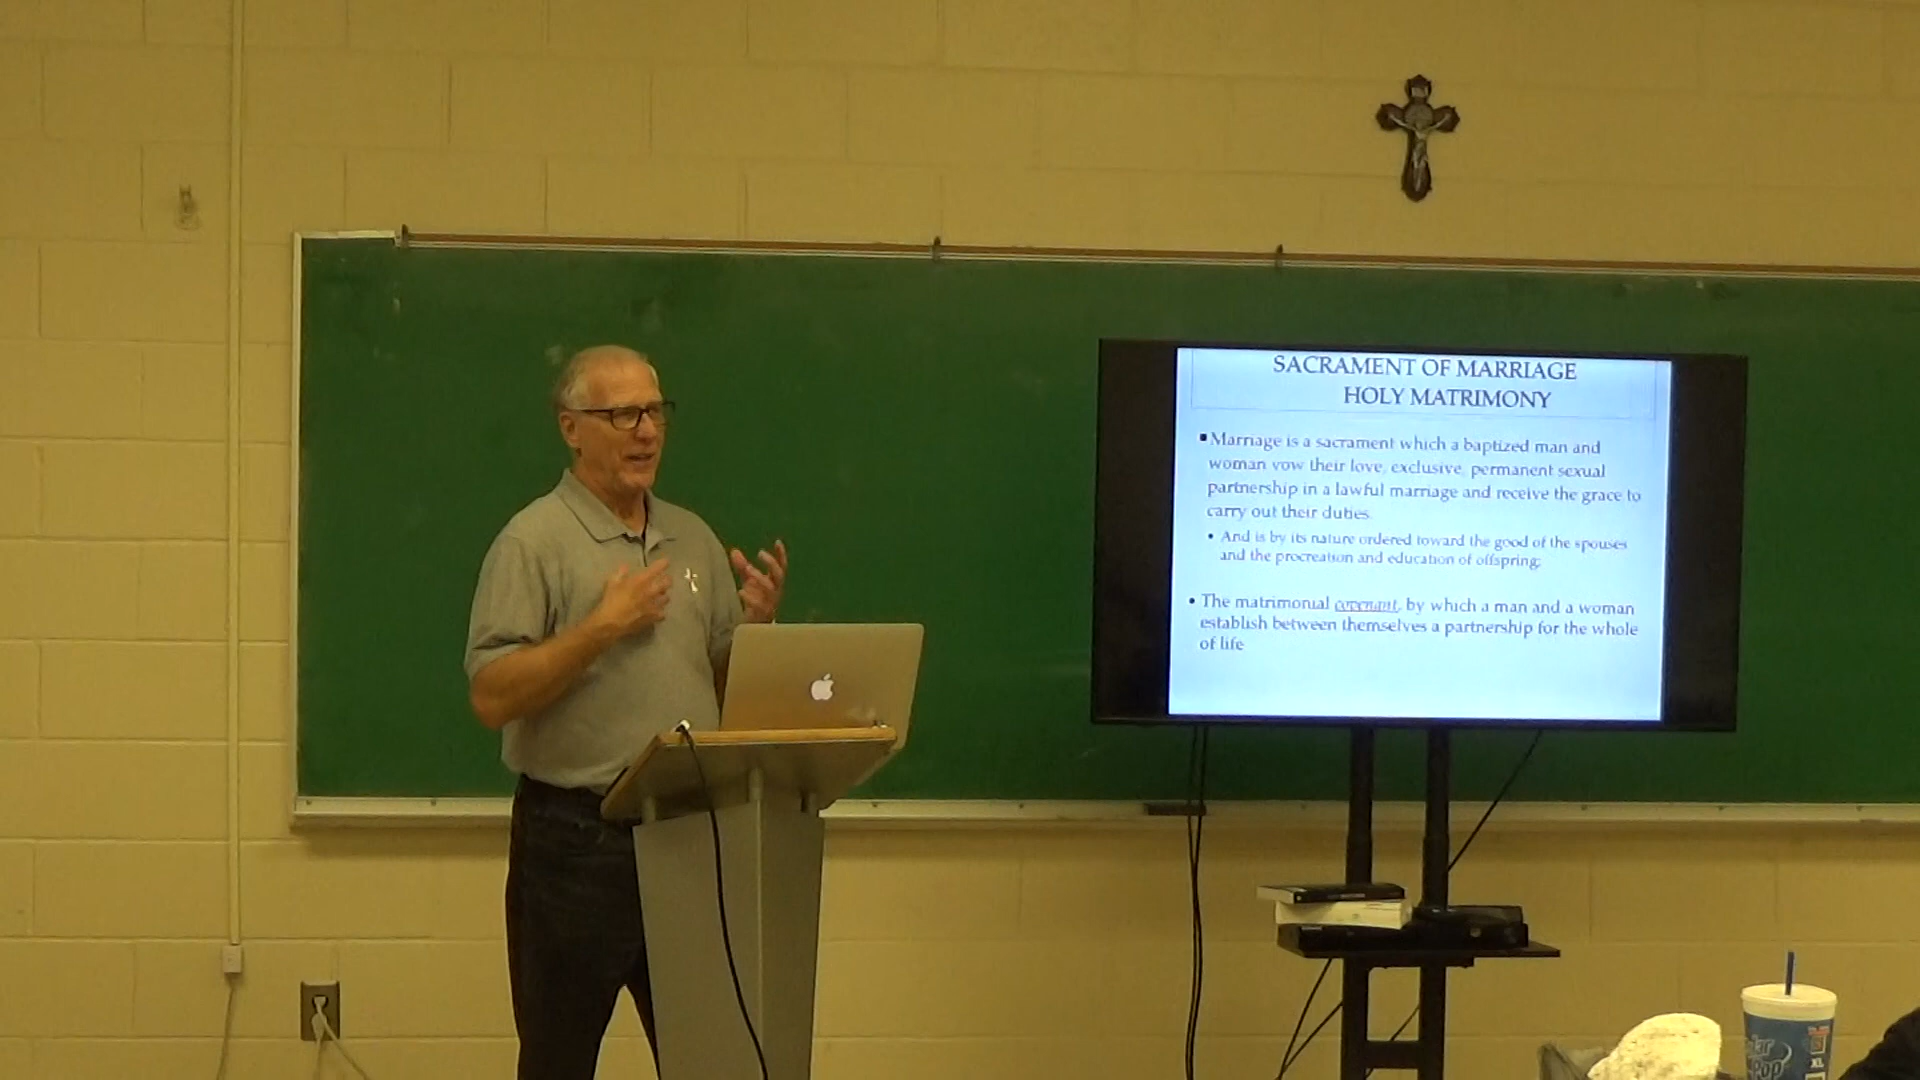 SACRAMENT OF MARRIAGE
HOLY MATRIMONY
▪ Marriage is a sacrament which a baptized man and
woman vow their love, exclusive, permanent sexual
partnership in a lawful marriage and receive the grace to
carry out their duties
• And is by its nature ordered toward the good of the spouses
and the procreation and education of offspring;
• The matrimonial covenant, by which a man and a woman
establish between themselves a partnership for the whole
of life
Pop
XL